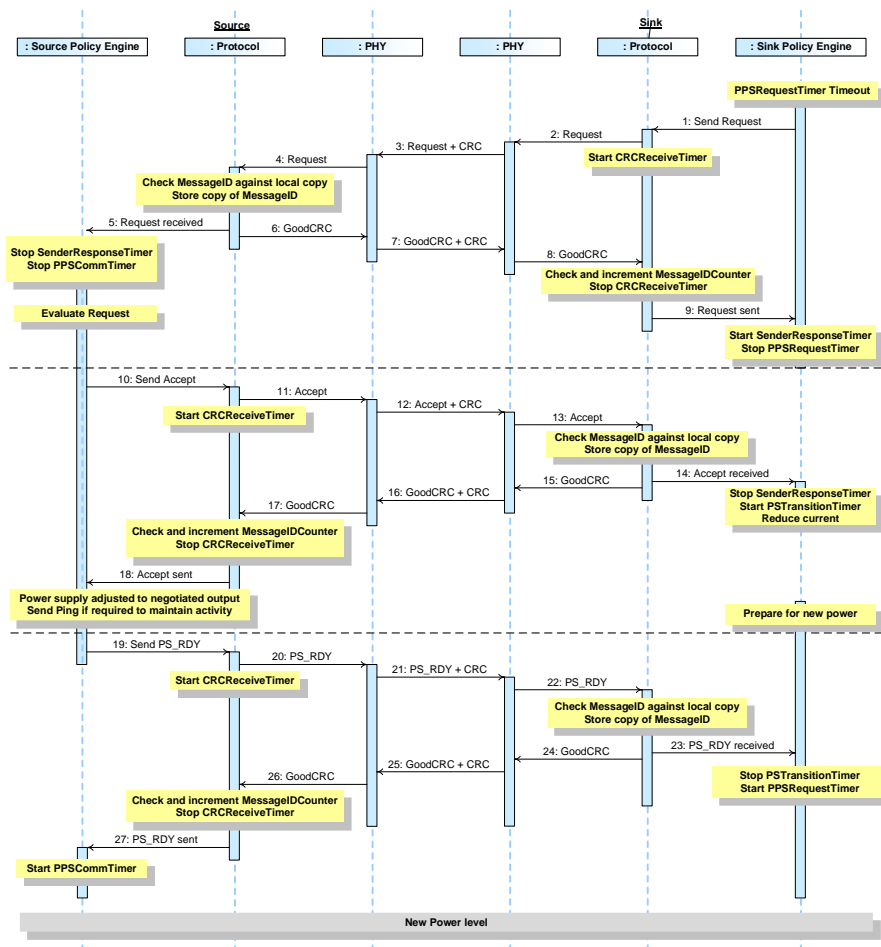 Source
Sink
: Source Policy Engine
: Protocol
: PHY
: PHY
: Protocol
: Sink Policy Engine
PPSRequestTimer Timeout
1: Send Request
2: Request
3: Request + CRC
Start CRCReceiveTimer
4: Request
Check MessageID against local copy
Store copy of MessageID
5: Request received
6: GoodCRC
7: GoodCRC + CRC
Stop SenderResponseTimer
Stop PPSCommTimer
8: GoodCRC
Check and increment MessageIDCounter
Stop CRCReceiveTimer
Evaluate Request
9: Request sent
Start SenderResponseTimer
Stop PPSRequestTimer
10: Send Accept
11: Accept
Start CRCReceiveTimer
12: Accept + CRC
13: Accept
Check MessageID against local copy
Store copy of MessageID
14: Accept received
15: GoodCRC
16: GoodCRC + CRC
17: GoodCRC
Stop SenderResponseTimer
Start PSTransitionTimer
Reduce current
Check and increment MessageIDCounter
Stop CRCReceiveTimer
18: Accept sent
Power supply adjusted to negotiated output
Send Ping if required to maintain activity
Prepare for new power
19: Send PS_RDY
20: PS_RDY
Start CRCReceiveTimer
21: PS_RDY + CRC
22: PS_RDY
Check MessageID against local copy
Store copy of MessageID
23: PS_RDY received
24: GoodCRC
25: GoodCRC + CRC
26: GoodCRC
Stop PSTransitionTimer
Start PPSRequestTimer
Check and increment MessageIDCounter
Stop CRCReceiveTimer
27: PS_RDY sent
Start PPSCommTimer
New Power level